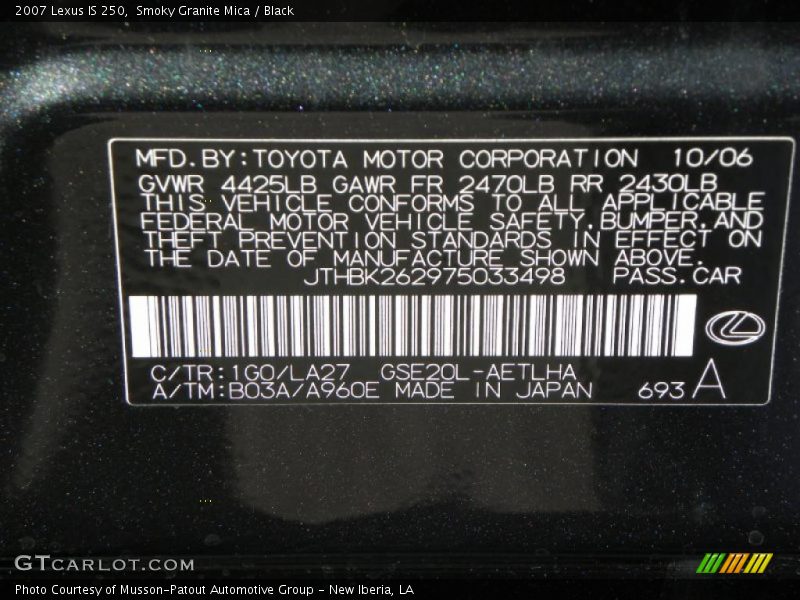 2007 Lexus IS 250, Smoky Granite Mica / Black
MFD.BY:TOYOTA MOTOR CORPORATION 10/06
GVWR 4425LB GAWR FR 2470LB RR 2430LB
THIS VEHICLE CONFORMS TO ALL APPLICABLE
FEDERAL MOTOR VEHICLE SAFETY,BUMPER,AND
THEFT PREVENTION STANDARDS IN EFFECT ON
THE DATE OF MANUFACTURE SHOWN ABOVE.
JTHBK262975033498 PASS.CAR
C/TR:1G0/LA27 GSE20L-AETLHA
A/TM:B03A/A960E MADE IN JAPAN 693 A
GTCARLOT.COM
Photo Courtesy of Musson-Patout Automotive Group - New Iberia, LA